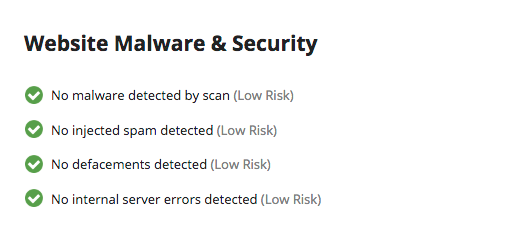 Website Malware & Security
No malware detected by scan (Low Risk)
No injected spam detected (Low Risk)
No defacements detected (Low Risk)
No internal server errors detected (Low Risk)